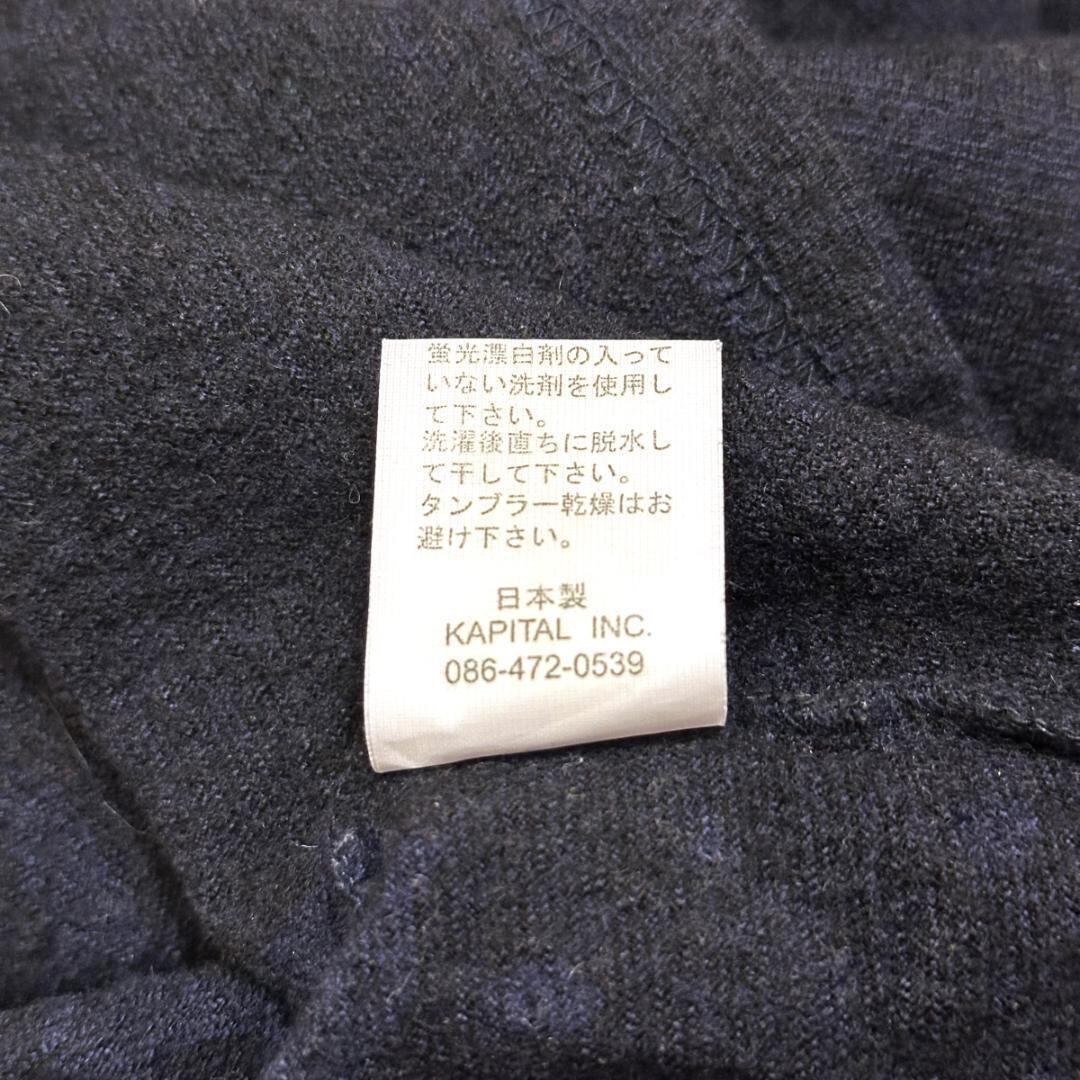 蛍光漂白剤の入って
いない洗剤を使用し
て下さい。
洗濯後直ちに脱水し
て干して下さい。
タンブラー乾燥はお
避け下さい。
日本製
KAPITAL INC.
086-472-0539